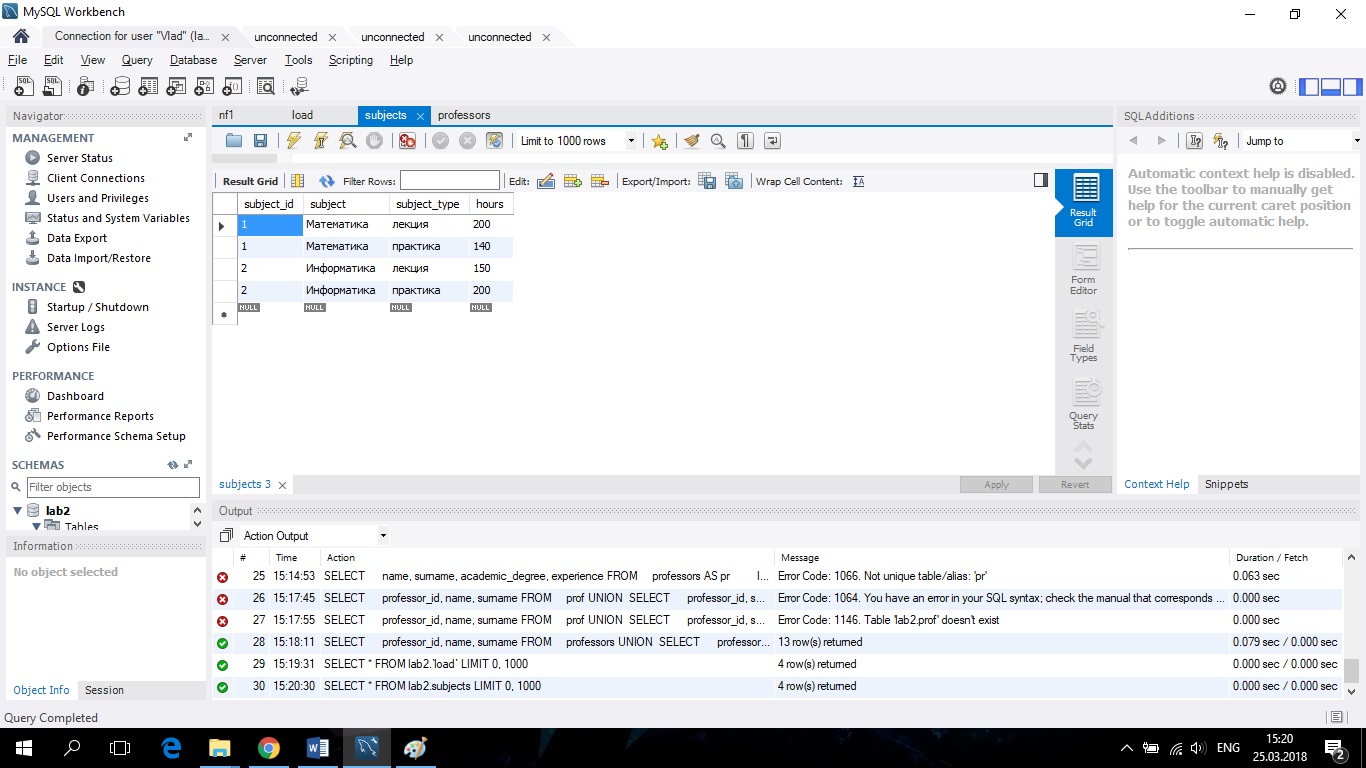 MySQL Workbench
Connection for user "Vlad" (la... unconnected unconnected unconnected
File Edit View Query Database Server Tools Scripting Help
Navigator
MANAGEMENT
Server Status
Client Connections
Users and Privileges
Status and System Variables
Data Export
Data Import/Restore
INSTANCE
Startup / Shutdown
Server Logs
Options File
PERFORMANCE
Dashboard
Performance Reports
Performance Schema Setup
SCHEMAS
Filter objects
lab2
Tables
Information
No object selected
Object Info Session
nf1 load subjects professors
Limit to 1000 rows
Result Grid Filter Rows: Edit: Export/Import: Wrap Cell Content:
subject_id subject subject_type hours
1 Математика лекция 200
1 Математика практика 140
2 Информатика лекция 150
2 Информатика практика 200
NULL NULL NULL NULL
Result
Grid
Form
Editor
Field
Types
Query
Stats
subjects 3 Apply Revert
SQLAdditions
Jump to
Automatic context help is disabled.
Use the toolbar to manually get
help for the current caret position
or to toggle automatic help.
Context Help Snippets
Output
Action Output
# Time Action Message Duration / Fetch
25 15:14:53 SELECT name, surname, academic_degree, experience FROM professors AS pr I... Error Code: 1066. Not unique table/alias: 'pr' 0.063 sec
26 15:17:45 SELECT professor_id, name, surname FROM prof UNION SELECT professor_id, s... Error Code: 1064. You have an error in your SQL syntax; check the manual that corresponds ... 0.000 sec
27 15:17:55 SELECT professor_id, name, surname FROM prof UNION SELECT professor_id, s... Error Code: 1146. Table 'lab2.prof' doesn't exist 0.000 sec
28 15:18:11 SELECT professor_id, name, surname FROM professors UNION SELECT professor... 13 row(s) returned 0.079 sec / 0.000 sec
29 15:19:31 SELECT * FROM lab2.`load` LIMIT 0, 1000 4 row(s) returned 0.000 sec / 0.000 sec
30 15:20:30 SELECT * FROM lab2.subjects LIMIT 0, 1000 4 row(s) returned 0.000 sec / 0.000 sec
Query Completed
ENG 15:20
25.03.2018
2